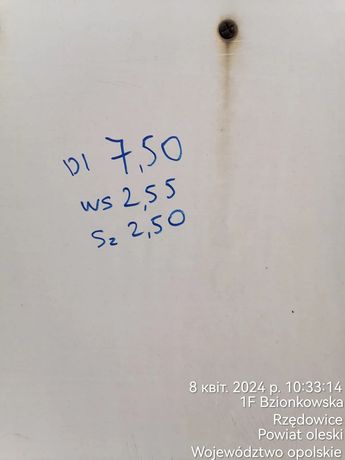 Dl 7,50
ws 2,55
Sz 2,50
8 квіт. 2024 р. 10:33:14
1F Bzionkowska
Rzędowice
Powiat oleski
Województwo opolskie